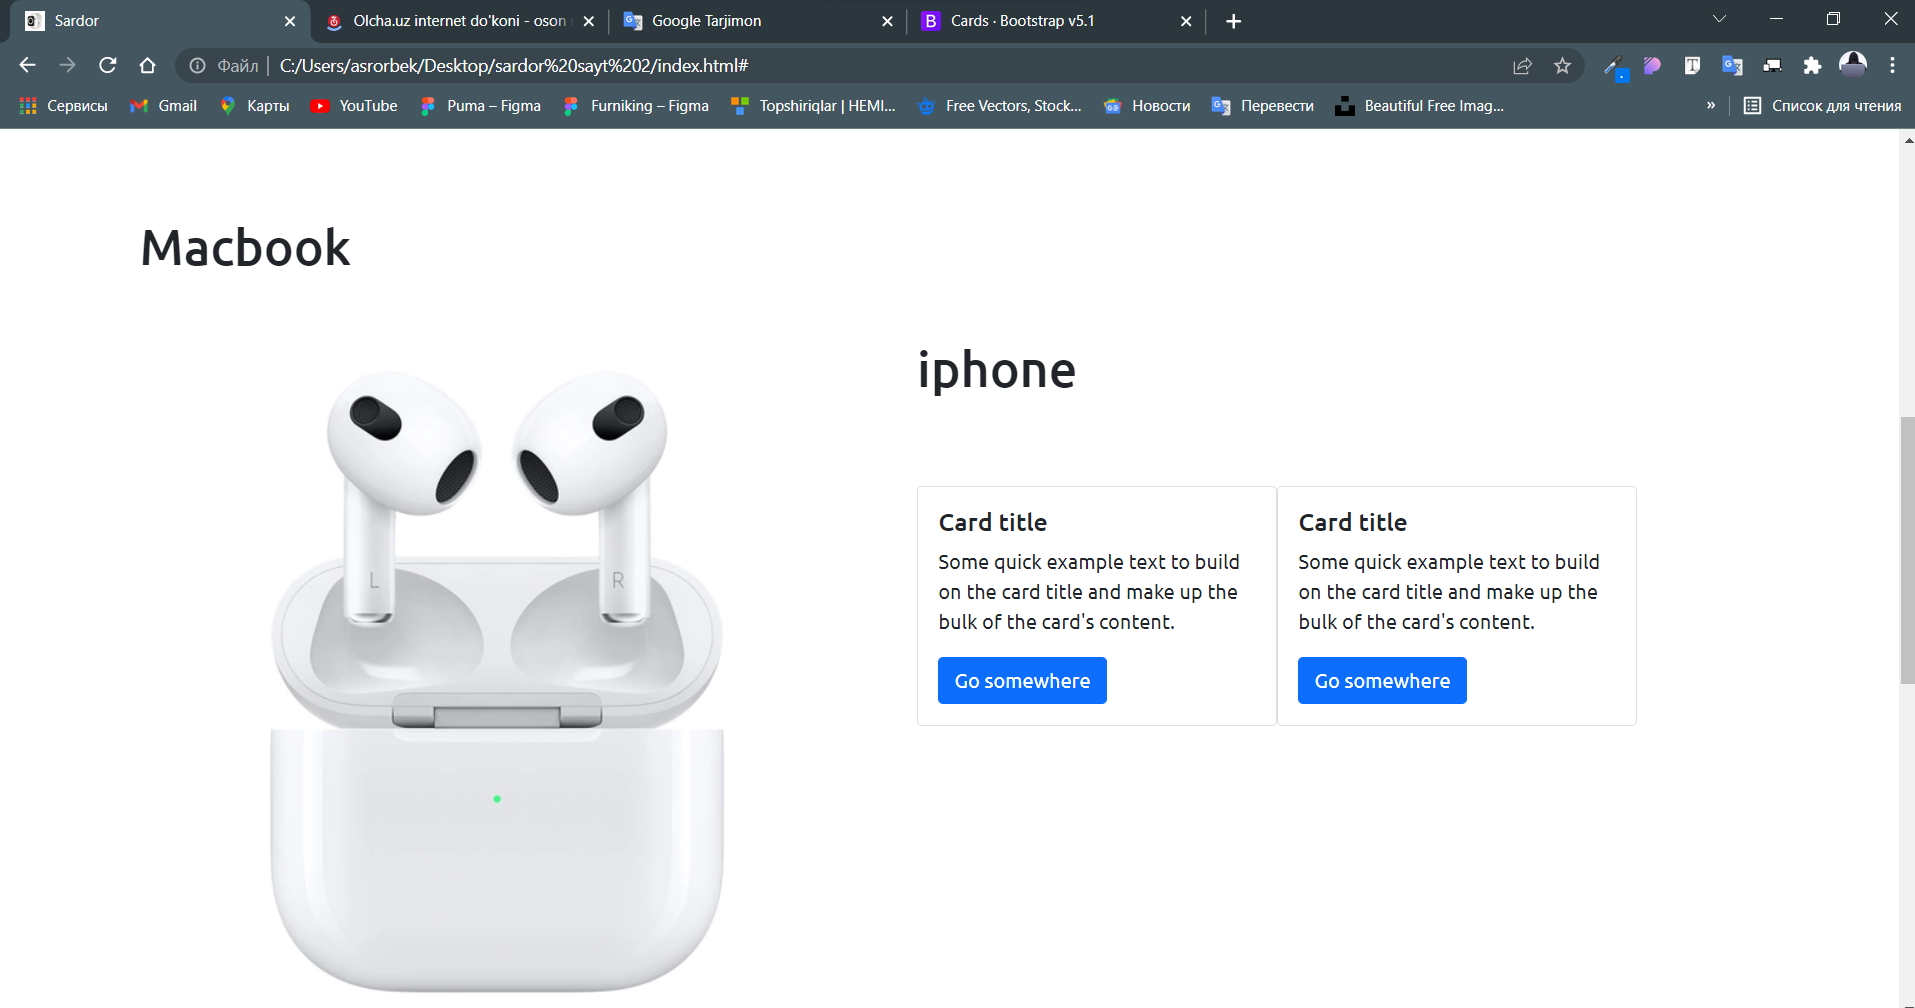 Sardor
Olcha.uz internet do'koni - oson
Google Tarjimon
B Cards · Bootstrap v5.1
Файл | C:/Users/asrorbek/Desktop/sardor%20sayt%202/index.html#
Сервисы
Gmail
Карты
YouTube
Puma – Figma
Furniking – Figma
Topshiriqlar | HEMI...
Free Vectors, Stock...
Новости
Перевести
Beautiful Free Imag...
»
Список для чтения
Macbook
iphone
L
R
Card title
Some quick example text to build
on the card title and make up the
bulk of the card's content.
Go somewhere
Card title
Some quick example text to build
on the card title and make up the
bulk of the card's content.
Go somewhere